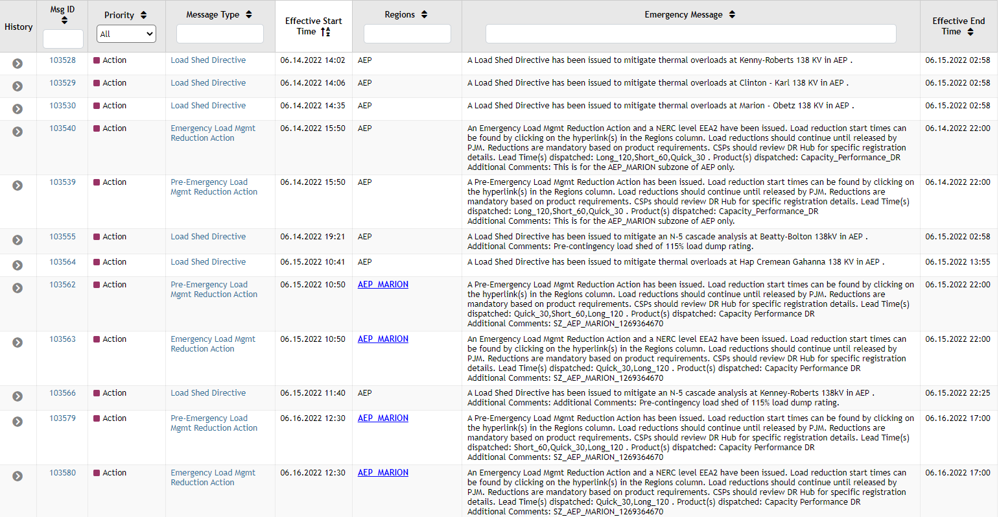 History
Msg ID
Priority
All
Message Type
Effective Start
Time
Regions
Emergency Message
Effective End
Time
103528 Action Load Shed Directive 06.14.2022 14:02 AEP A Load Shed Directive has been issued to mitigate thermal overloads at Kenny-Roberts 138 KV in AEP . 06.15.2022 02:58
103529 Action Load Shed Directive 06.14.2022 14:06 AEP A Load Shed Directive has been issued to mitigate thermal overloads at Clinton - Karl 138 KV in AEP . 06.15.2022 02:58
103530 Action Load Shed Directive 06.14.2022 14:35 AEP A Load Shed Directive has been issued to mitigate thermal overloads at Marion - Obetz 138 KV in AEP . 06.15.2022 02:58
103540 Action Emergency Load Mgmt 06.14.2022 15:50 AEP An Emergency Load Mgmt Reduction Action and a NERC level EEA2 have been issued. Load reduction start times can 06.14.2022 22:00
Reduction Action be found by clicking on the hyperlink(s) in the Regions column. Load reductions should continue until released by
PJM. Reductions are mandatory based on product requirements. CSPs should review DR Hub for specific registration
details. Lead Time(s) dispatched: Long_120,Short_60,Quick_30 . Product(s) dispatched: Capacity_Performance_DR
Additional Comments: This is for the AEP_MARION subzone of AEP only.
103539 Action Pre-Emergency Load 06.14.2022 15:50 AEP A Pre-Emergency Load Mgmt Reduction Action has been issued. Load reduction start times can be found by clicking on 06.14.2022 22:00
Mgmt Reduction Action the hyperlink(s) in the Regions column. Load reductions should continue until released by PJM. Reductions are
mandatory based on product requirements. CSPs should review DR Hub for specific registration details. Lead Time(s)
dispatched: Long_120,Short_60,Quick_30 . Product(s) dispatched: Capacity_Performance_DR
Additional Comments: This is for the AEP_MARION subzone of AEP only.
103555 Action Load Shed Directive 06.14.2022 19:21 AEP A Load Shed Directive has been issued to mitigate an N-5 cascade analysis at Beatty-Bolton 138kV in AEP . 06.15.2022 02:58
Additional Comments: Pre-contingency load shed of 115% load dump rating.
103564 Action Load Shed Directive 06.15.2022 10:41 AEP A Load Shed Directive has been issued to mitigate thermal overloads at Hap Cremean Gahanna 138 KV in AEP . 06.15.2022 13:55
103562 Action Pre-Emergency Load 06.15.2022 10:50 AEP_MARION A Pre-Emergency Load Mgmt Reduction Action has been issued. Load reduction start times can be found by clicking on 06.15.2022 22:00
Mgmt Reduction Action the hyperlink(s) in the Regions column. Load reductions should continue until released by PJM. Reductions are
mandatory based on product requirements. CSPs should review DR Hub for specific registration details. Lead Time(s)
dispatched: Quick_30,Short_60,Long_120 . Product(s) dispatched: Capacity Performance DR
Additional Comments: SZ_AEP_MARION_1269364670
103563 Action Emergency Load Mgmt 06.15.2022 10:50 AEP_MARION An Emergency Load Mgmt Reduction Action and a NERC level EEA2 have been issued. Load reduction start times can 06.15.2022 22:00
Reduction Action be found by clicking on the hyperlink(s) in the Regions column. Load reductions should continue until released by
PJM. Reductions are mandatory based on product requirements. CSPs should review DR Hub for specific registration
details. Lead Time(s) dispatched: Quick_30,Long_120 . Product(s) dispatched: Capacity Performance DR
Additional Comments: SZ_AEP_MARION_1269364670
103566 Action Load Shed Directive 06.15.2022 11:40 AEP A Load Shed Directive has been issued to mitigate an N-5 cascade analysis at Kenney-Roberts 138kV in AEP . 06.15.2022 22:25
Additional Comments: Additional Comments: Pre-contingency load shed of 115% load dump rating.
103579 Action Pre-Emergency Load 06.16.2022 12:30 AEP_MARION A Pre-Emergency Load Mgmt Reduction Action has been issued. Load reduction start times can be found by clicking on 06.16.2022 17:00
Mgmt Reduction Action the hyperlink(s) in the Regions column. Load reductions should continue until released by PJM. Reductions are
mandatory based on product requirements. CSPs should review DR Hub for specific registration details. Lead Time(s)
dispatched: Short_60,Quick_30,Long_120 . Product(s) dispatched: Capacity Performance DR
Additional Comments: SZ_AEP_MARION_1269364670
103580 Action Emergency Load Mgmt 06.16.2022 12:30 AEP_MARION An Emergency Load Mgmt Reduction Action and a NERC level EEA2 have been issued. Load reduction start times can 06.16.2022 17:00
Reduction Action be found by clicking on the hyperlink(s) in the Regions column. Load reductions should continue until released by
PJM. Reductions are mandatory based on product requirements. CSPs should review DR Hub for specific registration
details. Lead Time(s) dispatched: Quick_30,Long_120 . Product(s) dispatched: Capacity Performance DR
Additional Comments: SZ_AEP_MARION_1269364670